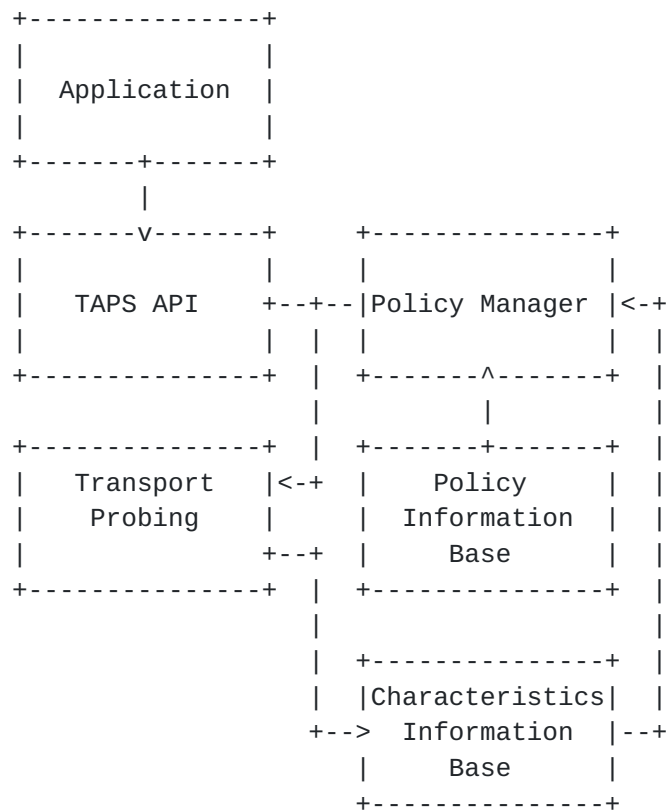 Application
TAPS API
Policy Manager
Transport
Probing
Policy
Information
Base
Characteristics
Information
Base